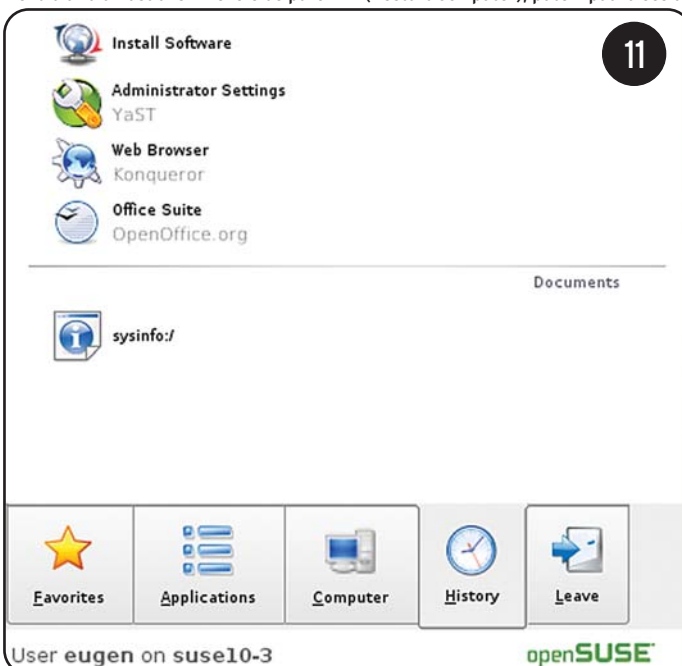 11
Install Software
Administrator Settings
YaST
Web Browser
Konqueror
Office Suite
OpenOffice.org
Documents
sysinfo:/
Favorites
Applications
Computer
History
Leave
User eugen on suse10-3
openSUSE